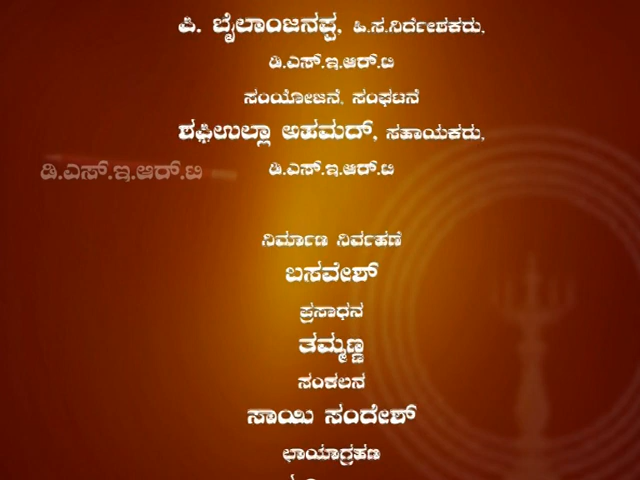 ಪಿ. ಬೈಲಾಂಜನಪ್ಪ, ಹಿ.ಸ.ನಿರ್ದೇಶಕರು,
ಡಿ.ಎಸ್.ಇ.ಆರ್.ಟಿ
ಸಂಯೋಜನೆ, ಸಂಘಟನೆ
ಶಫಿಉಲ್ಲಾ ಅಹಮದ್, ಸಹಾಯಕರು,
ಡಿ.ಎಸ್.ಇ.ಆರ್.ಟಿ
ಡಿ.ಎಸ್.ಇ.ಆರ್.ಟಿ
ನಿರ್ಮಾಣ ನಿರ್ವಹಣೆ
ಬಸವೇಶ್
ಪ್ರಸಾಧನ
ತಮ್ಮಣ್ಣ
ಸಂಕಲನ
ಸಾಯಿ ಸಂದೇಶ್
ಛಾಯಾಗ್ರಹಣ